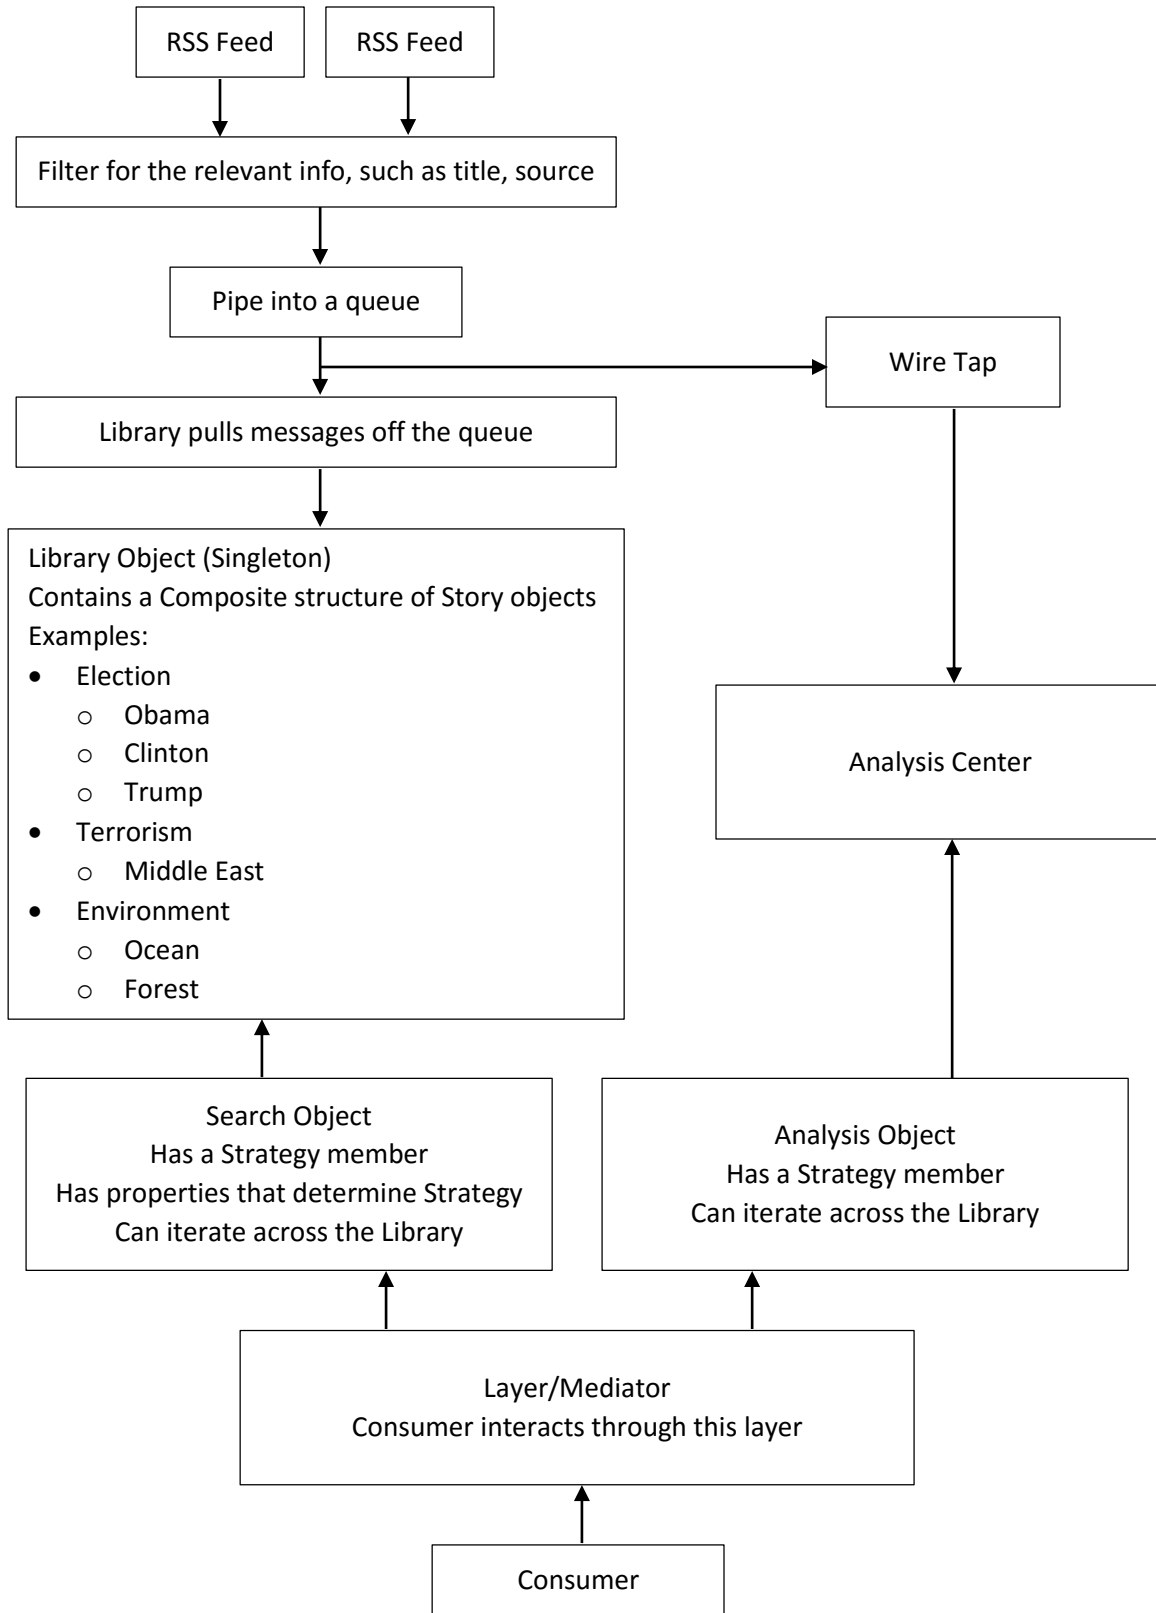 RSS Feed
RSS Feed
Filter for the relevant info, such as title, source
Pipe into a queue
Wire Tap
Library pulls messages off the queue
Library Object (Singleton)
Contains a Composite structure of Story objects
Examples:
• Election
o Obama
o Clinton
o Trump
• Terrorism
o Middle East
• Environment
o Ocean
o Forest
Analysis Center
Search Object
Has a Strategy member
Has properties that determine Strategy
Can iterate across the Library
Analysis Object
Has a Strategy member
Can iterate across the Library
Layer/Mediator
Consumer interacts through this layer
Consumer